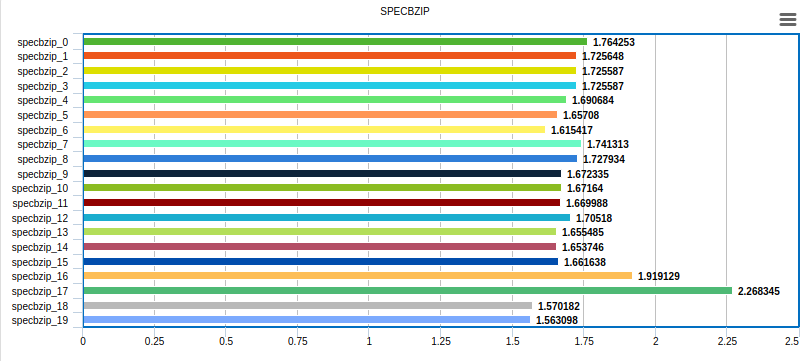 SPECBZIP
specbzip_0 1.764253
specbzip_1 1.725648
specbzip_2 1.725587
specbzip_3 1.725587
specbzip_4 1.690684
specbzip_5 1.65708
specbzip_6 1.615417
specbzip_7 1.741313
specbzip_8 1.727934
specbzip_9 1.672335
specbzip_10 1.67164
specbzip_11 1.669988
specbzip_12 1.70518
specbzip_13 1.655485
specbzip_14 1.653746
specbzip_15 1.661638
specbzip_16 1.919129
specbzip_17 2.268345
specbzip_18 1.570182
specbzip_19 1.563098
0 0.25 0.5 0.75 1 1.25 1.5 1.75 2 2.25 2.5